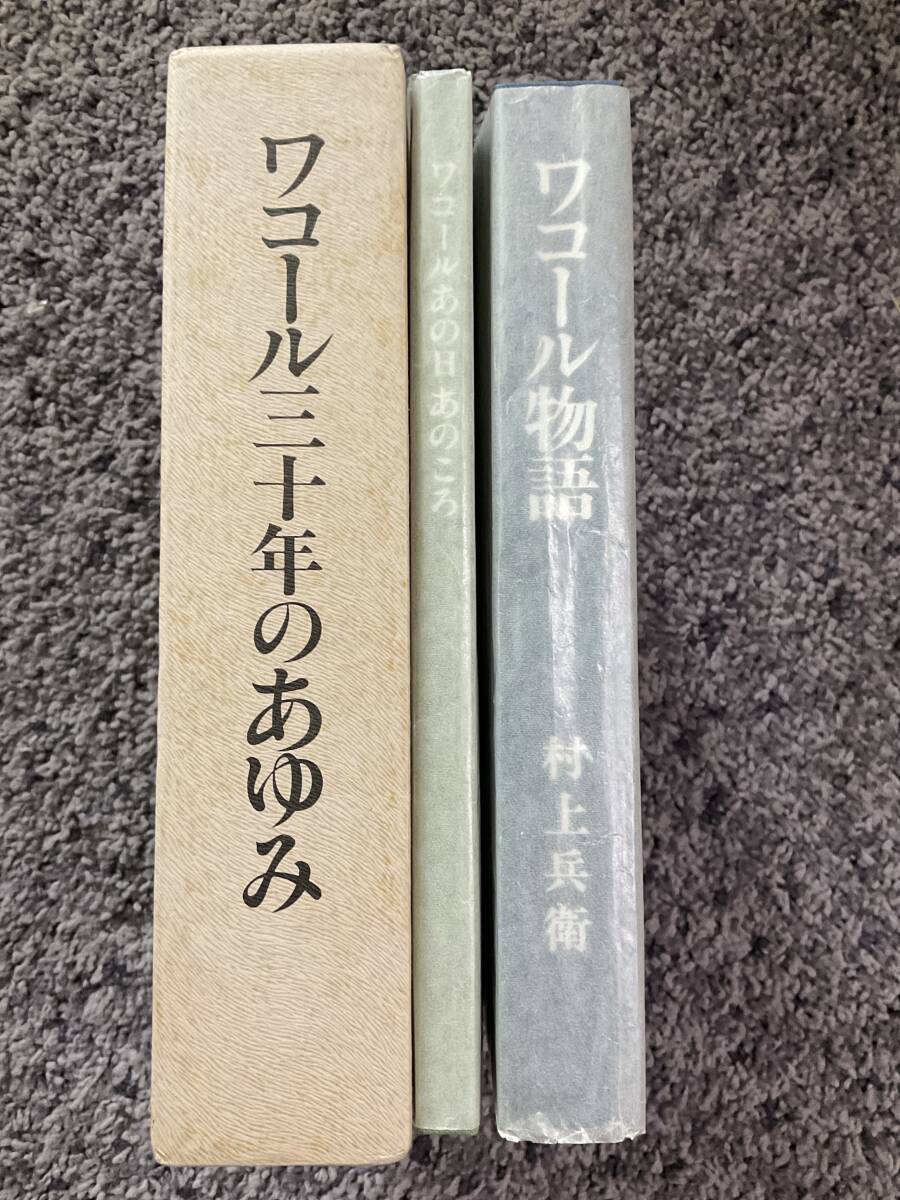 ワコール三十年のあゆみ
ワコールあの日あのころ
ワコール物語
村上兵衛